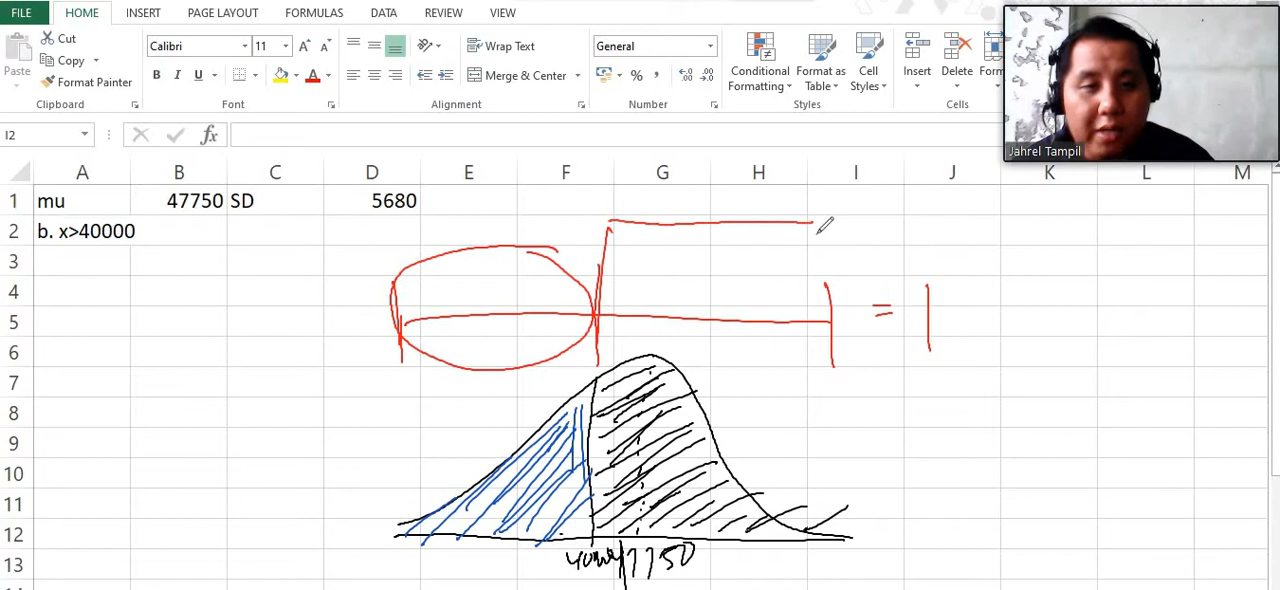 FILE HOME INSERT PAGE LAYOUT FORMULAS DATA REVIEW VIEW
Cut
Copy
Format Painter
Paste
Clipboard
Calibri 11 A A
B I U A
Font
Wrap Text
Merge & Center
Alignment
General
% ,
Number
Conditional Formatting
Format as Table
Cell Styles
Styles
Insert Delete Form
Cells
Jahrel Tampil
I2 fx
A B C D E F G H I J K L M
1 mu 47750 SD 5680
2 b. x>40000
3
4
5
= 1
6
7
8
9
10
11
12
13
47750